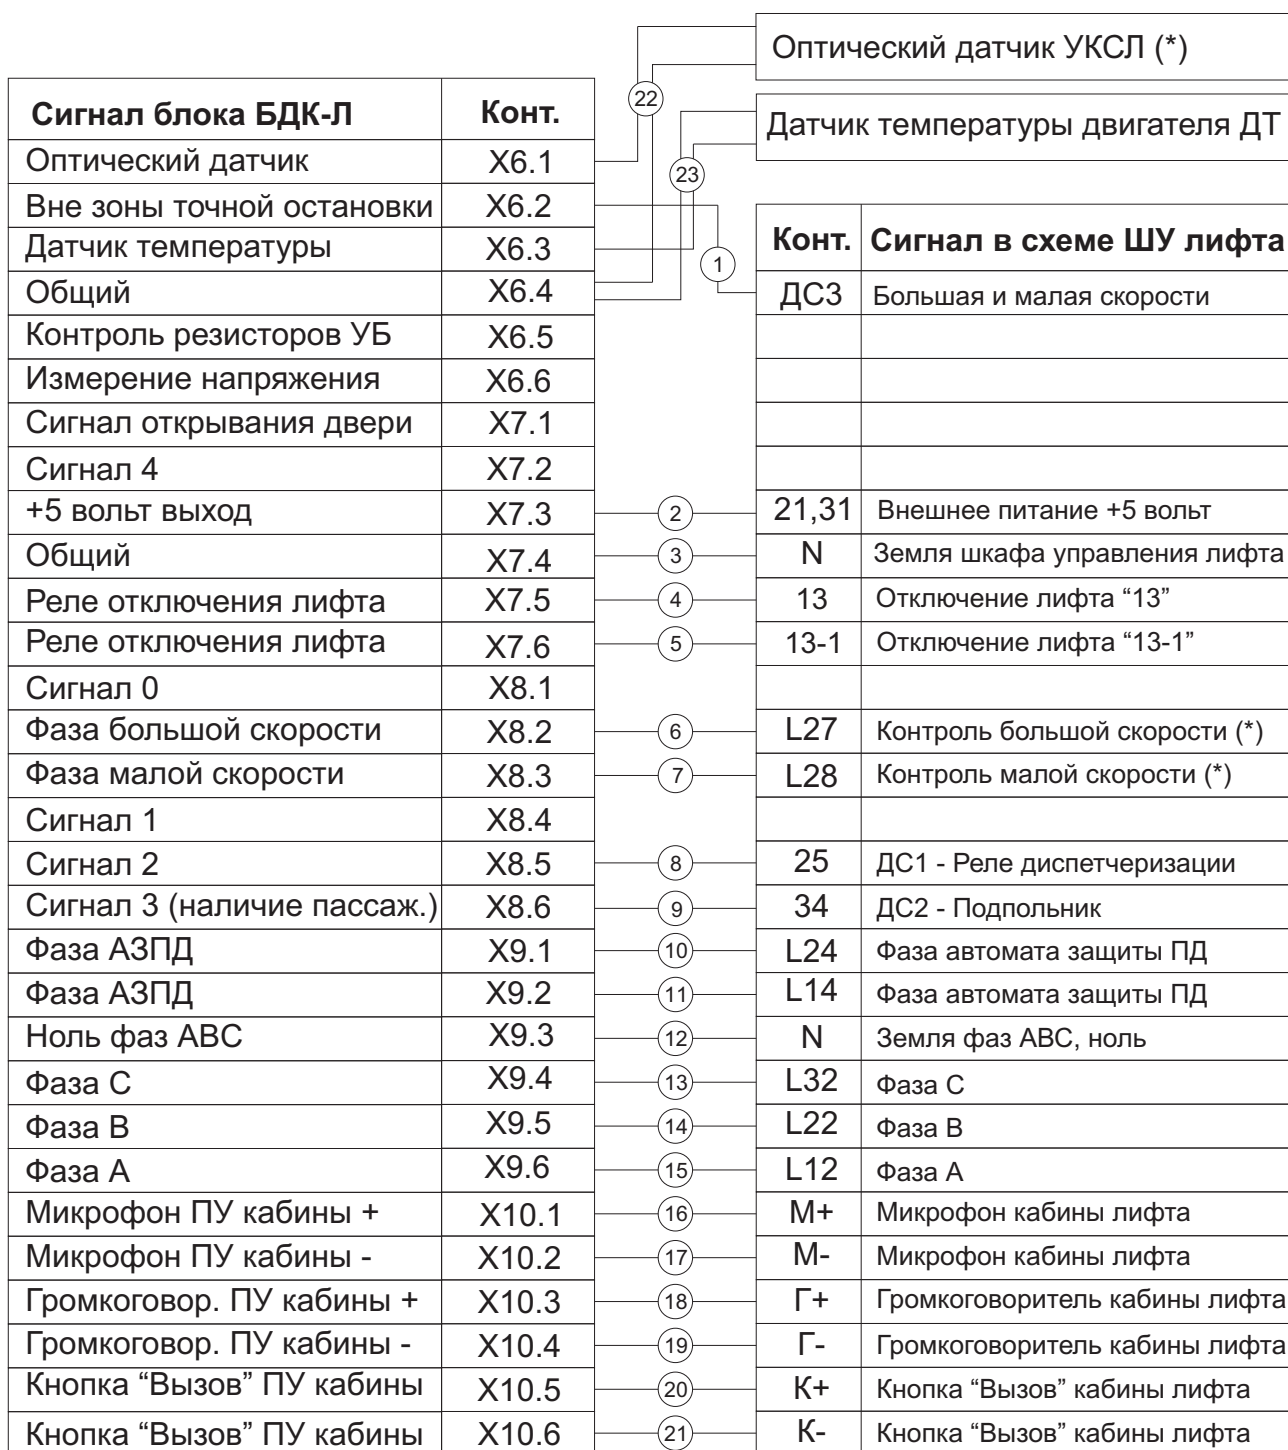 Оптический датчик УКСЛ (*)
22
Датчик температуры двигателя ДТ
23
Сигнал блока БДК-Л Конт.
Оптический датчик X6.1
Вне зоны точной остановки X6.2
Датчик температуры X6.3
Общий X6.4
Контроль резисторов УБ X6.5
Измерение напряжения X6.6
Сигнал открывания двери X7.1
Сигнал 4 X7.2
+5 вольт выход X7.3
Общий X7.4
Реле отключения лифта X7.5
Реле отключения лифта X7.6
Сигнал 0 X8.1
Фаза большой скорости X8.2
Фаза малой скорости X8.3
Сигнал 1 X8.4
Сигнал 2 X8.5
Сигнал 3 (наличие пассаж.) X8.6
Фаза АЗПД X9.1
Фаза АЗПД X9.2
Ноль фаз АВС X9.3
Фаза С X9.4
Фаза В X9.5
Фаза А X9.6
Микрофон ПУ кабины + X10.1
Микрофон ПУ кабины - X10.2
Громкоговор. ПУ кабины + X10.3
Громкоговор. ПУ кабины - X10.4
Кнопка “Вызов” ПУ кабины X10.5
Кнопка “Вызов” ПУ кабины X10.6
Конт. Сигнал в схеме ШУ лифта
1 ДС3 Большая и малая скорости
2 21,31 Внешнее питание +5 вольт
3 N Земля шкафа управления лифта
4 13 Отключение лифта “13”
5 13-1 Отключение лифта “13-1”
6 L27 Контроль большой скорости (*)
7 L28 Контроль малой скорости (*)
8 25 ДС1 - Реле диспетчеризации
9 34 ДС2 - Подпольник
10 L24 Фаза автомата защиты ПД
11 L14 Фаза автомата защиты ПД
12 N Земля фаз АВС, ноль
13 L32 Фаза С
14 L22 Фаза В
15 L12 Фаза А
16 М+ Микрофон кабины лифта
17 М- Микрофон кабины лифта
18 Г+ Громкоговоритель кабины лифта
19 Г- Громкоговоритель кабины лифта
20 К+ Кнопка “Вызов” кабины лифта
21 К- Кнопка “Вызов” кабины лифта